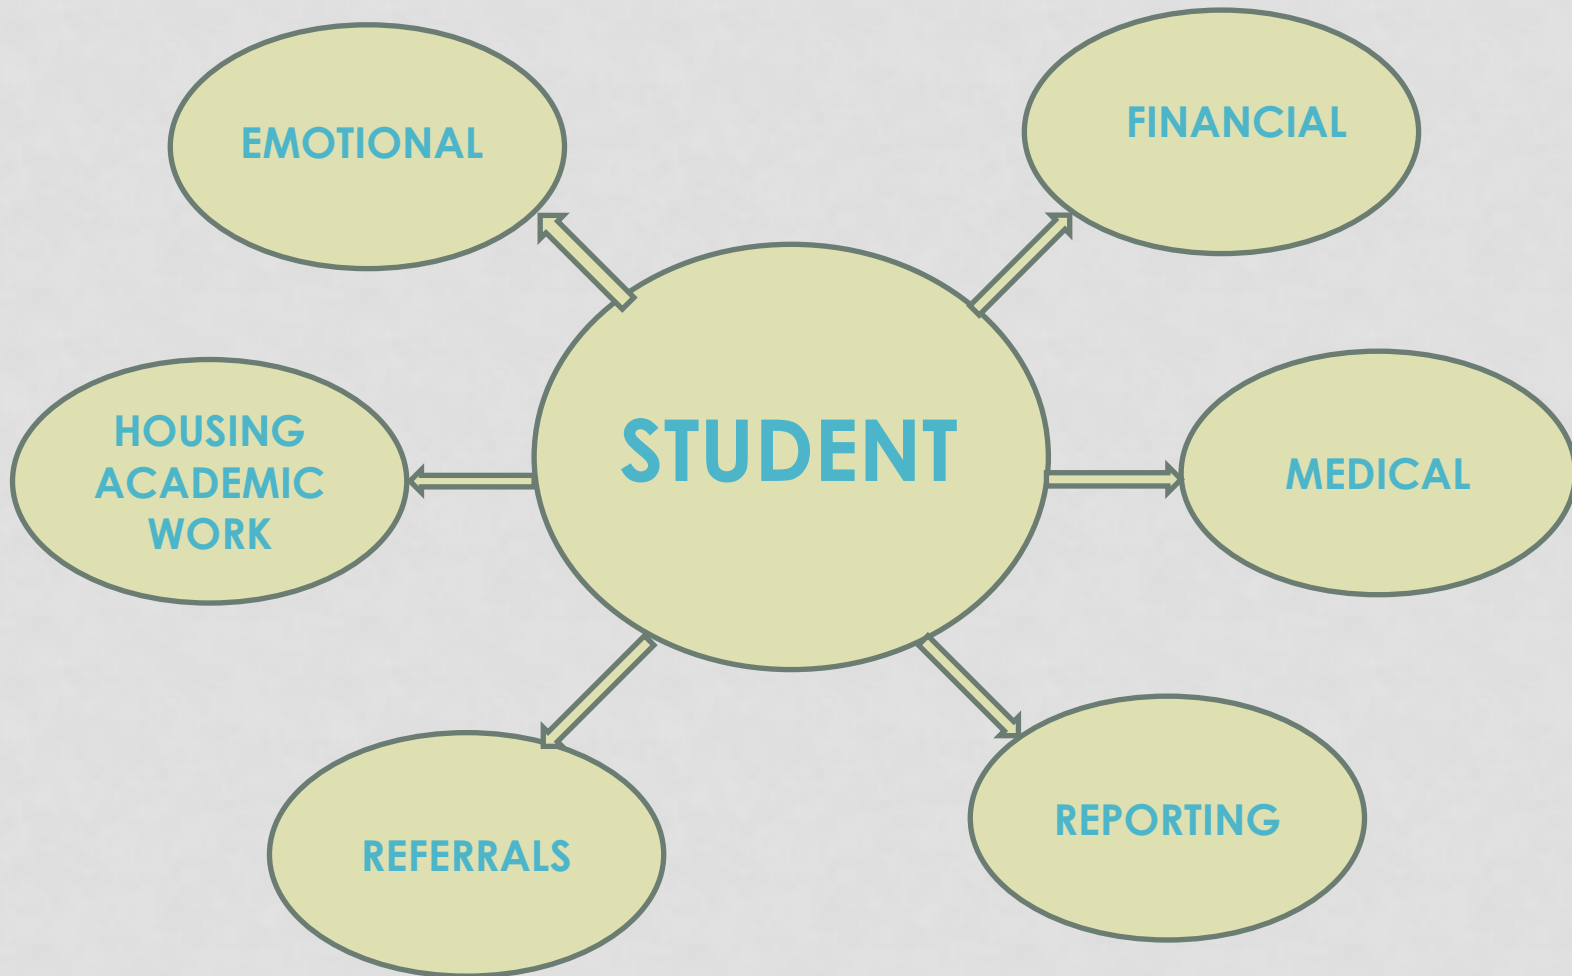 EMOTIONAL
FINANCIAL
STUDENT
HOUSING
ACADEMIC
WORK
MEDICAL
REFERRALS
REPORTING